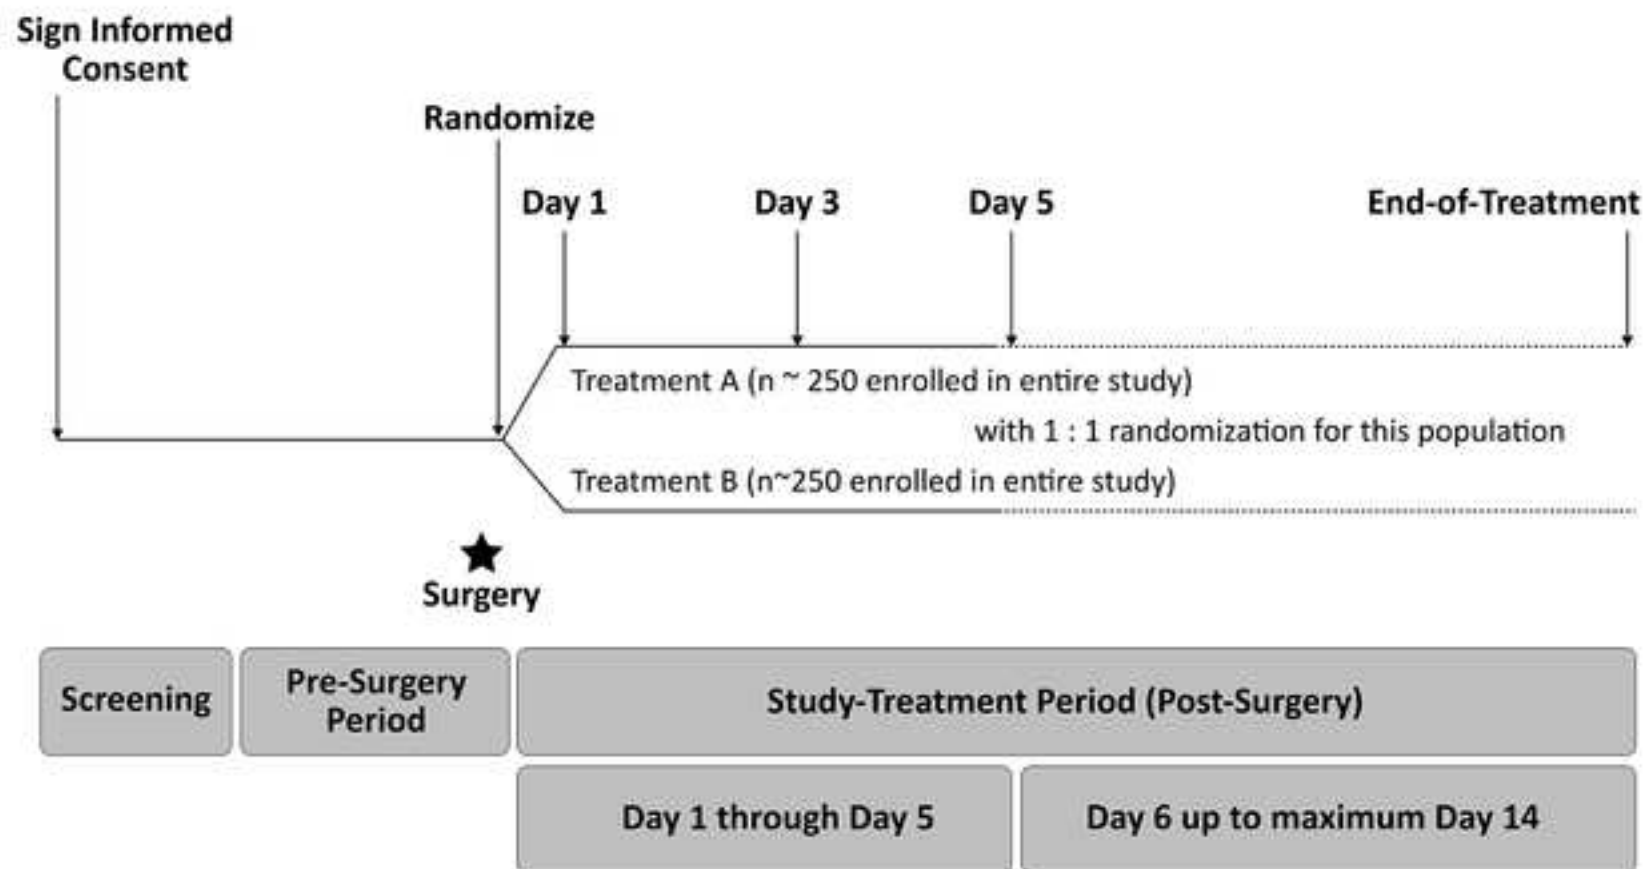 Sign Informed
Consent
Randomize
Day 1
Day 3
Day 5
End-of-Treatment
Treatment A (n ~ 250 enrolled in entire study)
with 1 : 1 randomization for this population
Treatment B (n~250 enrolled in entire study)
Surgery
Screening
Pre-Surgery
Period
Study-Treatment Period (Post-Surgery)
Day 1 through Day 5
Day 6 up to maximum Day 14